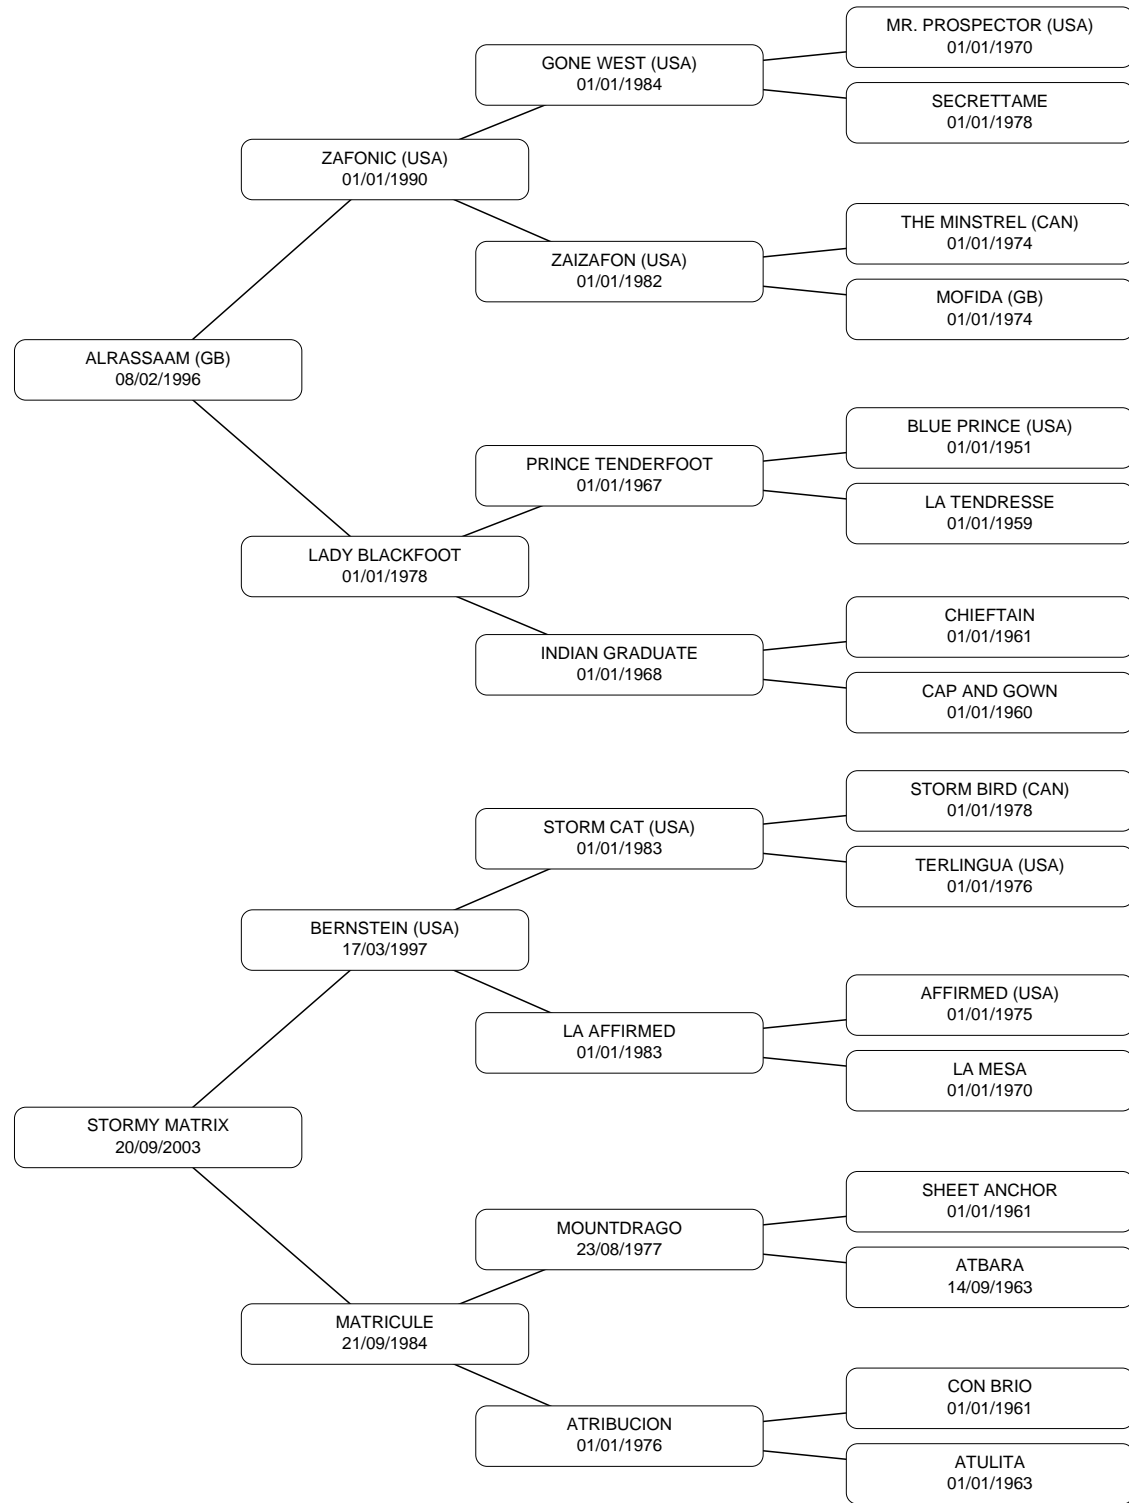 MR. PROSPECTOR (USA)
01/01/1970
GONE WEST (USA)
01/01/1984
SECRETTAME
01/01/1978
ZAFONIC (USA)
01/01/1990
THE MINSTREL (CAN)
01/01/1974
ZAIZAFON (USA)
01/01/1982
MOFIDA (GB)
01/01/1974
ALRASSAAM (GB)
08/02/1996
BLUE PRINCE (USA)
01/01/1951
PRINCE TENDERFOOT
01/01/1967
LA TENDRESSE
01/01/1959
LADY BLACKFOOT
01/01/1978
CHIEFTAIN
01/01/1961
INDIAN GRADUATE
01/01/1968
CAP AND GOWN
01/01/1960
STORM BIRD (CAN)
01/01/1978
STORM CAT (USA)
01/01/1983
TERLINGUA (USA)
01/01/1976
BERNSTEIN (USA)
17/03/1997
AFFIRMED (USA)
01/01/1975
LA AFFIRMED
01/01/1983
LA MESA
01/01/1970
STORMY MATRIX
20/09/2003
SHEET ANCHOR
01/01/1961
MOUNTDRAGO
23/08/1977
ATBARA
14/09/1963
MATRICULE
21/09/1984
CON BRIO
01/01/1961
ATRIBUCION
01/01/1976
ATULITA
01/01/1963